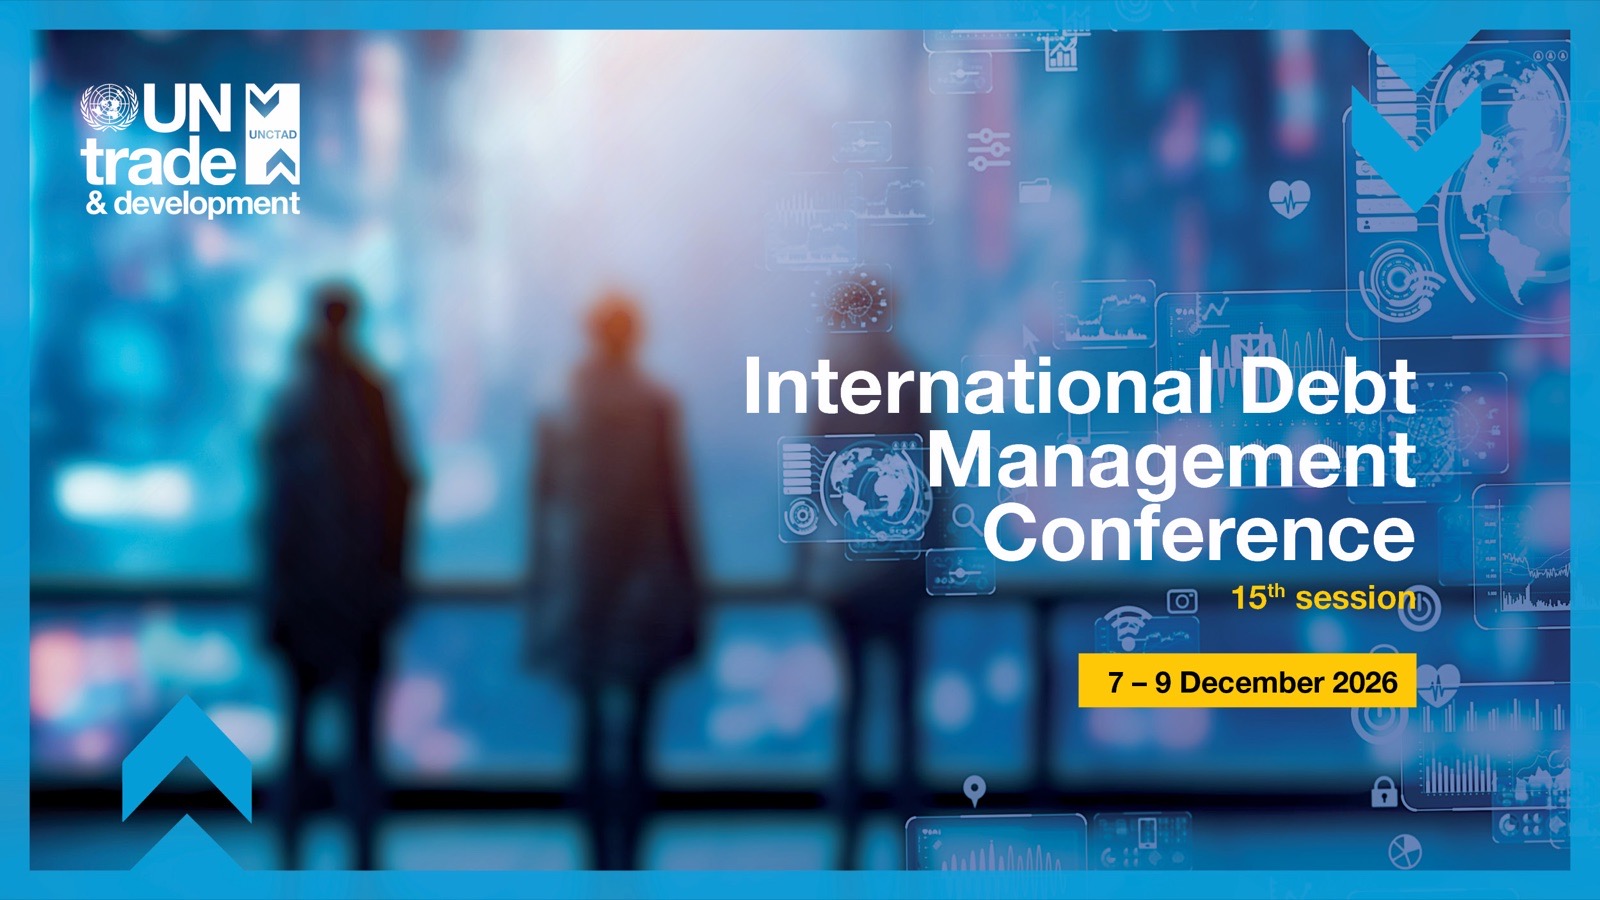 UN
UNCTAD
trade
& development
International Debt
Management
Conference
15th session
7 – 9 December 2026